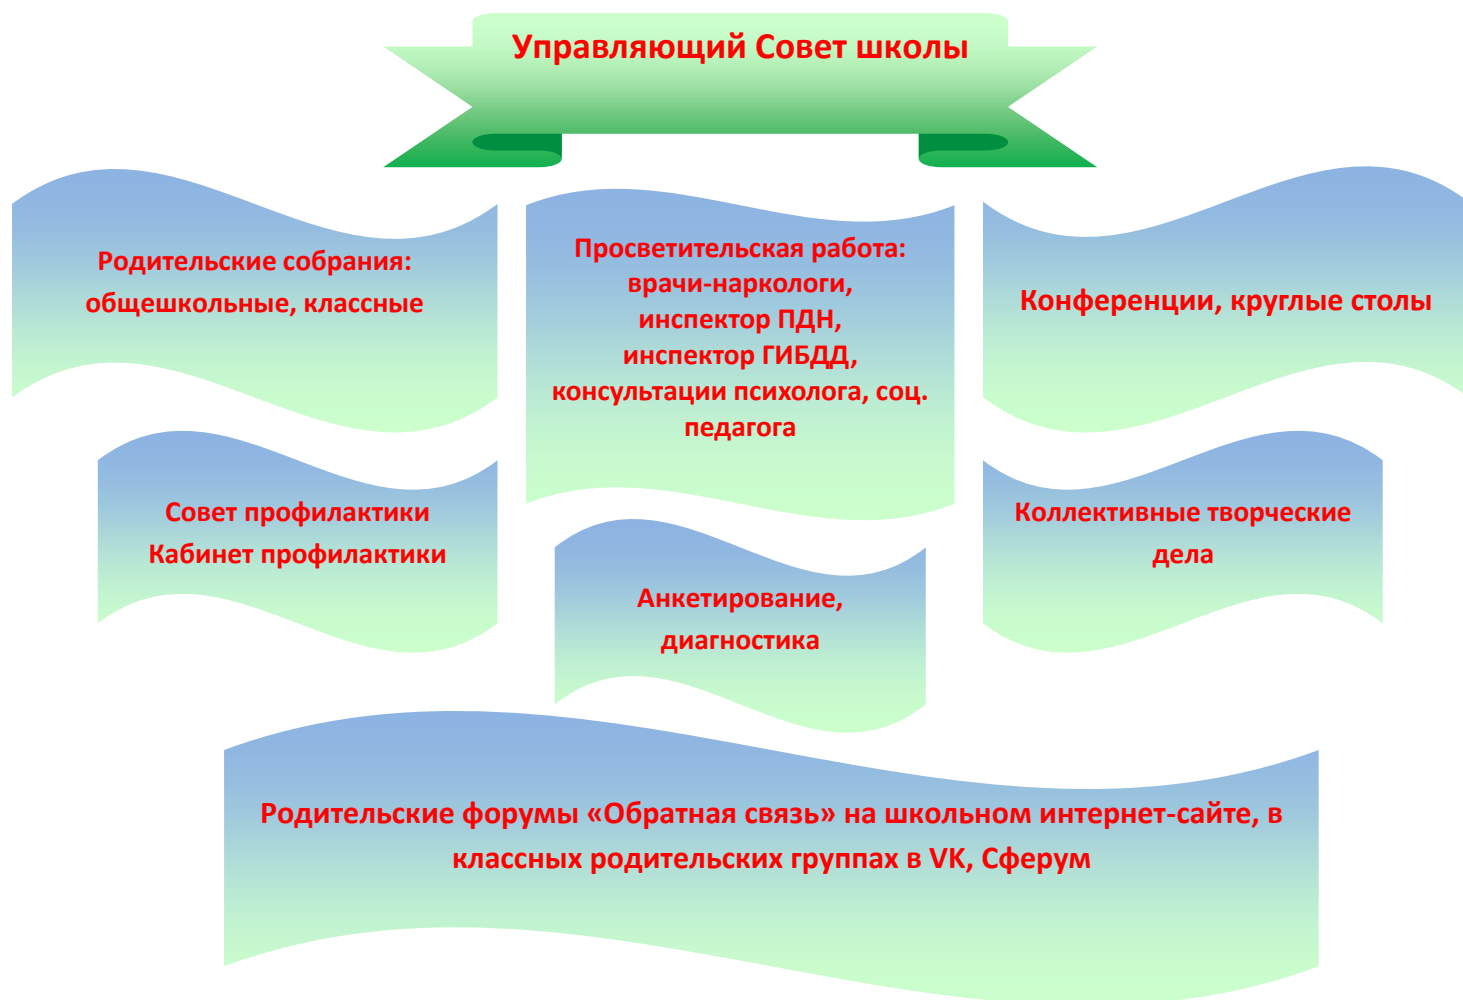 Управляющий Совет школы
Родительские собрания:
общешкольные, классные
Просветительская работа:
врачи-наркологи,
инспектор ПДН,
инспектор ГИБДД,
консультации психолога, соц.
педагога
Конференции, круглые столы
Совет профилактики
Кабинет профилактики
Анкетирование,
диагностика
Коллективные творческие
дела
Родительские форумы «Обратная связь» на школьном интернет-сайте, в
классных родительских группах в VK, Сферум